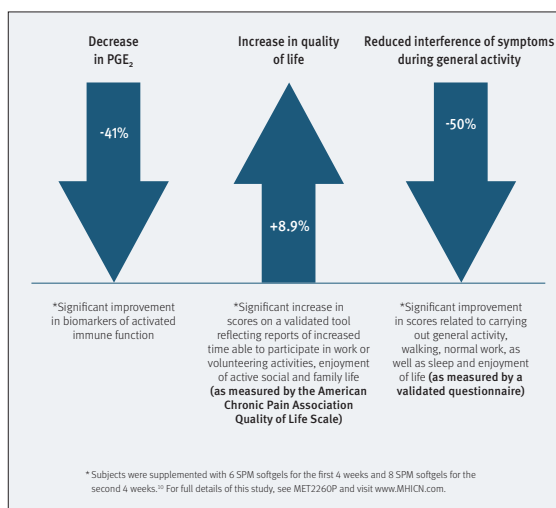 Decrease
in PGE₂
-41%
*Significant improvement
in biomarkers of activated
immune function
Increase in quality
of life
+8.9%
*Significant increase in
scores on a validated tool
reflecting reports of increased
time able to participate in work or
volunteering activities, enjoyment
of active social and family life
(as measured by the American
Chronic Pain Association
Quality of Life Scale)
Reduced interference of symptoms
during general activity
-50%
*Significant improvement
in scores related to carrying
out general activity,
walking, normal work, as
well as sleep and enjoyment
of life (as measured by a
validated questionnaire)
* Subjects were supplemented with 6 SPM softgels for the first 4 weeks and 8 SPM softgels for the
second 4 weeks.²⁰ For full details of this study, see MET2260P and visit www.MHICN.com.